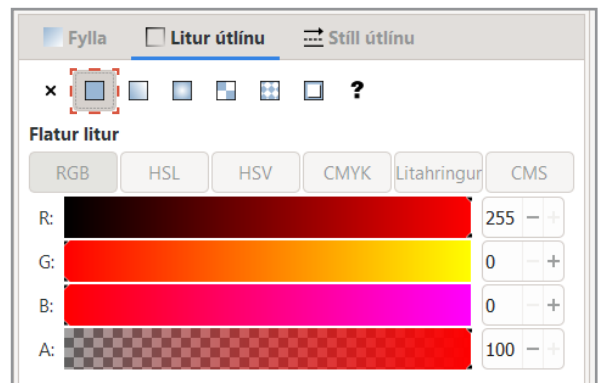 Fylla Litur útlínu Stíll útlínu
× ?
Flatur litur
RGB HSL HSV CMYK Litahringur CMS
R: 255 − +
G: 0 − +
B: 0 − +
A: 100 − +